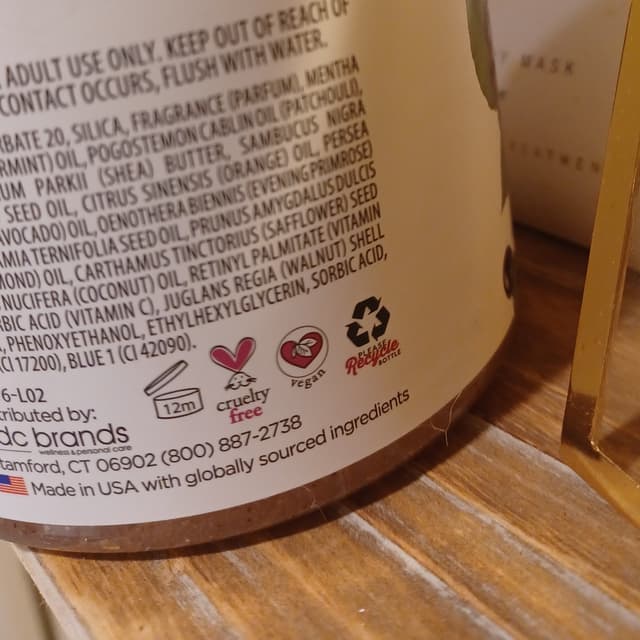 ADULT USE ONLY. KEEP OUT OF REACH OF
CONTACT OCCURS, FLUSH WITH WATER.
RBATE 20, SILICA, FRAGRANCE (PARFUM), MENTHA
RMINT) OIL, POGOSTEMON CABLIN OIL (PATCHOULI),
UM PARKII (SHEA) BUTTER, SAMBUCUS NIGRA
SEED OIL, CITRUS SINENSIS (ORANGE) OIL, PERSEA
AVOCADO) OIL, OENOTHERA BIENNIS (EVENING PRIMROSE)
AMIA TERNIFOLIA SEED OIL, PRUNUS AMYGDALUS DULCIS
MOND) OIL, CARTHAMUS TINCTORIUS (SAFFLOWER) SEED
NUCIFERA (COCONUT) OIL, RETINYL PALMITATE (VITAMIN
RBIC ACID (VITAMIN C), JUGLANS REGIA (WALNUT) SHELL
, PHENOXYETHANOL, ETHYLHEXYLGLYCERIN, SORBIC ACID,
(CI 17200), BLUE 1 (CI 42090).
6-L02
12m
cruelty
free
vegan
PLEASE
Recycle
BOTTLE
tributed by:
dc brands
wellness & personal care
tamford, CT 06902 (800) 887-2738
Made in USA with globally sourced ingredients
MASK